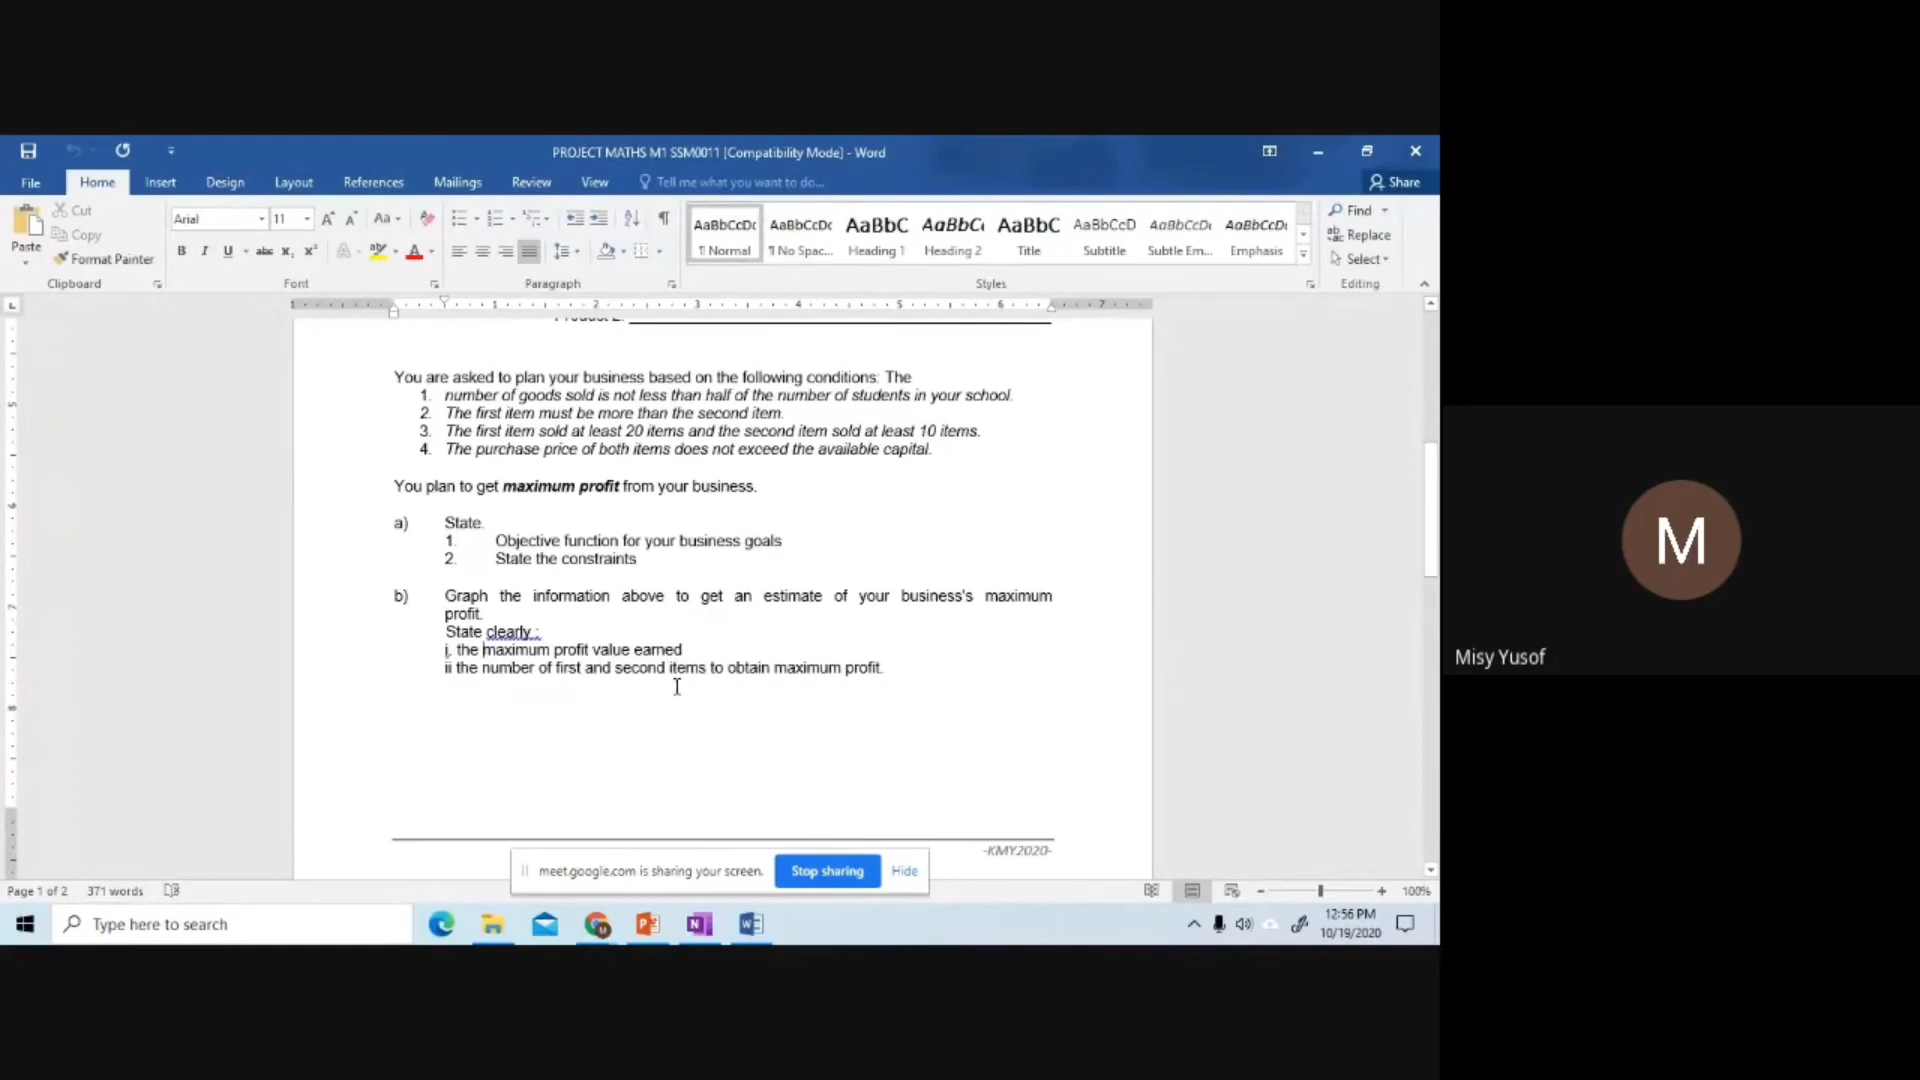 PROJECT MATHS M1 SSM0011 [Compatibility Mode] - Word
File Home Insert Design Layout References Mailings Review View Tell me what you want to do... Share
Paste
Cut
Copy
Format Painter
Clipboard
Arial 11
Font
Paragraph
AaBbCcDc AaBbCcDc AaBbC AaBbCc AaBbC AaBbCcD AaBbCcDc AaBbCcDc
¶ Normal ¶ No Spac... Heading 1 Heading 2 Title Subtitle Subtle Em... Emphasis
Styles
Find
Replace
Select
Editing
1 1 2 3 4 5 6 7
You are asked to plan your business based on the following conditions: The
1. number of goods sold is not less than half of the number of students in your school.
2. The first item must be more than the second item.
3. The first item sold at least 20 items and the second item sold at least 10 items.
4. The purchase price of both items does not exceed the available capital.
You plan to get maximum profit from your business.
a) State.
1. Objective function for your business goals
2. State the constraints
b) Graph the information above to get an estimate of your business's maximum
profit.
State clearly :
i. the maximum profit value earned
ii the number of first and second items to obtain maximum profit.
-KMY2020-
meet.google.com is sharing your screen. Stop sharing Hide
Page 1 of 2 371 words 100%
Type here to search
12:56 PM
10/19/2020
M
Misy Yusof